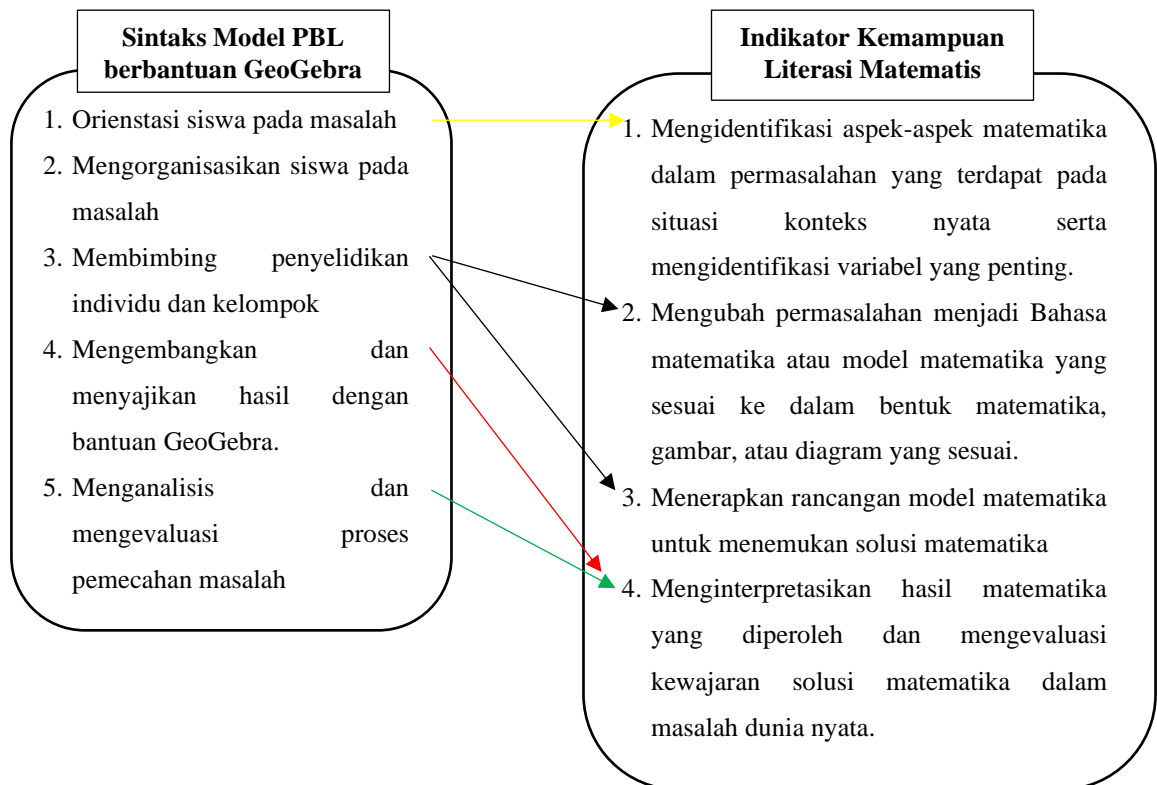 Sintaks Model PBL
berbantuan GeoGebra
1. Orienstasi siswa pada masalah
2. Mengorganisasikan siswa pada
masalah
3. Membimbing penyelidikan
individu dan kelompok
4. Mengembangkan dan
menyajikan hasil dengan
bantuan GeoGebra.
5. Menganalisis dan
mengevaluasi proses
pemecahan masalah
Indikator Kemampuan
Literasi Matematis
1. Mengidentifikasi aspek-aspek matematika
dalam permasalahan yang terdapat pada
situasi konteks nyata serta
mengidentifikasi variabel yang penting.
2. Mengubah permasalahan menjadi Bahasa
matematika atau model matematika yang
sesuai ke dalam bentuk matematika,
gambar, atau diagram yang sesuai.
3. Menerapkan rancangan model matematika
untuk menemukan solusi matematika
4. Menginterpretasikan hasil matematika
yang diperoleh dan mengevaluasi
kewajaran solusi matematika dalam
masalah dunia nyata.